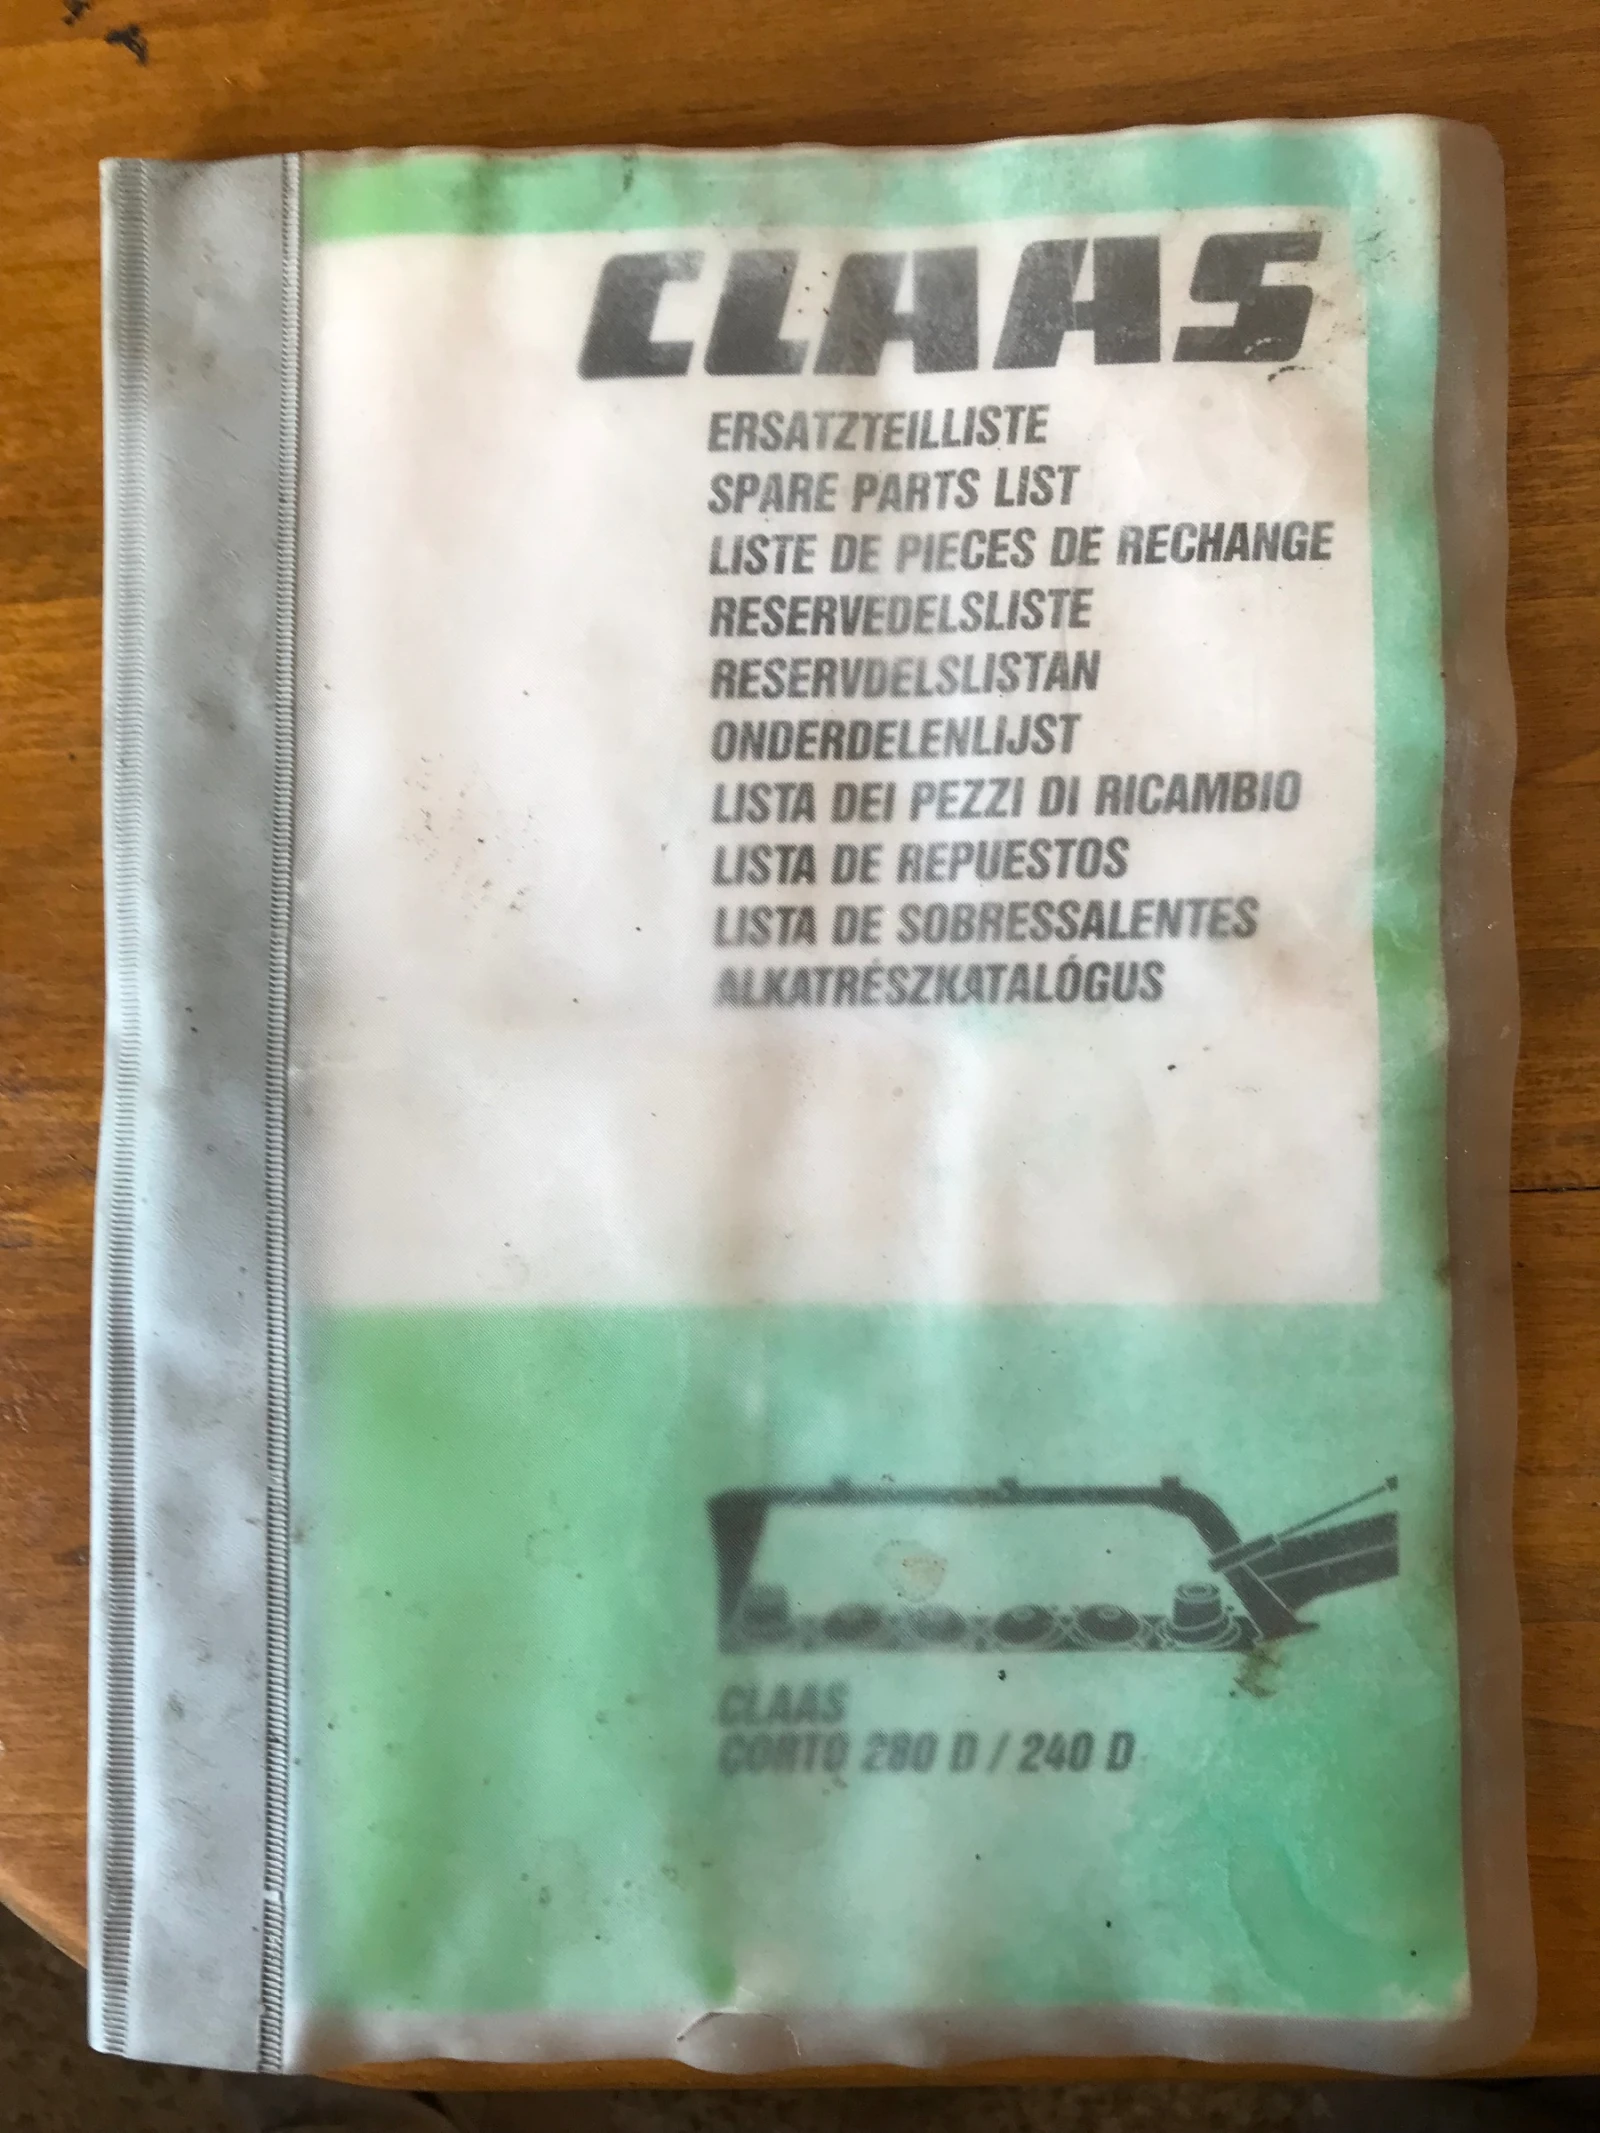 CLAAS
ERSATZTEILLISTE
SPARE PARTS LIST
LISTE DE PIECES DE RECHANGE
RESERVEDELSLISTE
RESERVDELSLISTAN
ONDERDELENLIJST
LISTA DEI PEZZI DI RICAMBIO
LISTA DE REPUESTOS
LISTA DE SOBRESSALENTES
ALKATRÉSZKATALÓGUS
CLAAS
CORTO 280 D / 240 D